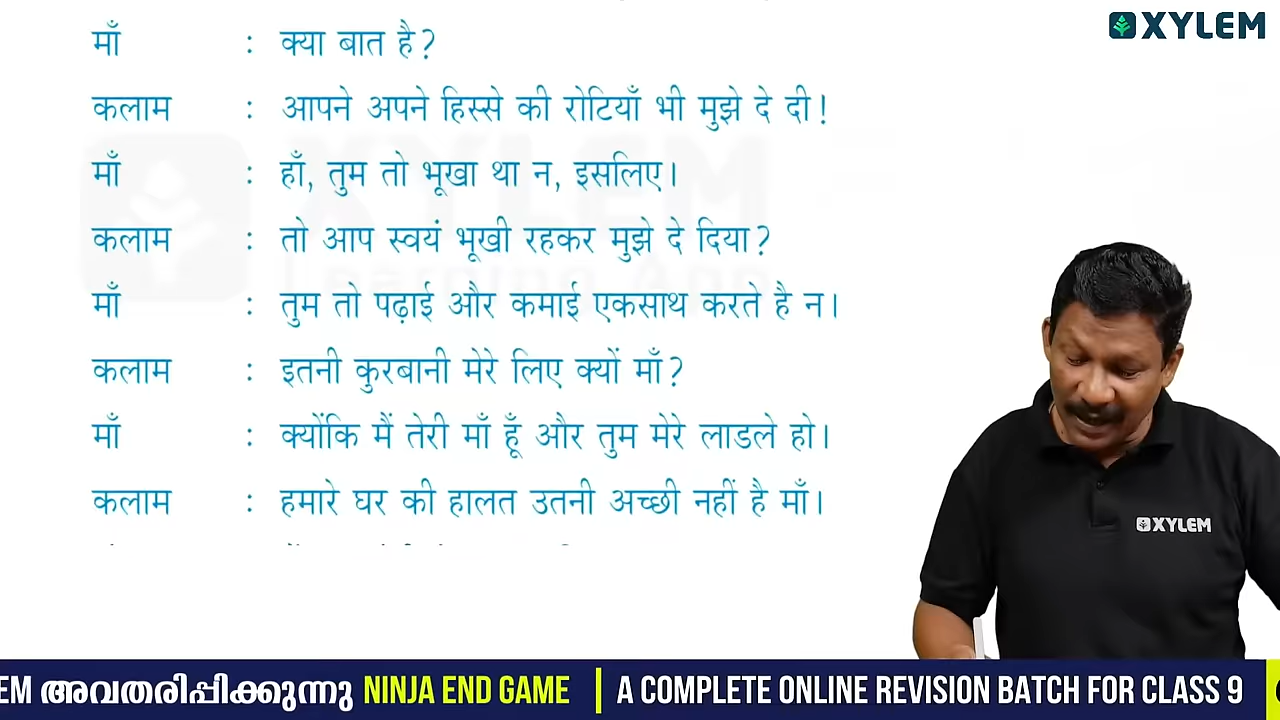 XYLEM
माँ : क्या बात है?
कलाम : आपने अपने हिस्से की रोटियाँ भी मुझे दे दी!
माँ : हाँ, तुम तो भूखा था न, इसलिए।
कलाम : तो आप स्वयं भूखी रहकर मुझे दे दिया?
माँ : तुम तो पढ़ाई और कमाई एकसाथ करते है न।
कलाम : इतनी कुरबानी मेरे लिए क्यों माँ?
माँ : क्योंकि मैं तेरी माँ हूँ और तुम मेरे लाडले हो।
कलाम : हमारे घर की हालत उतनी अच्छी नहीं है माँ।
XYLEM
EM അവതരിപ്പിക്കുന്നു NINJA END GAME | A COMPLETE ONLINE REVISION BATCH FOR CLASS 9